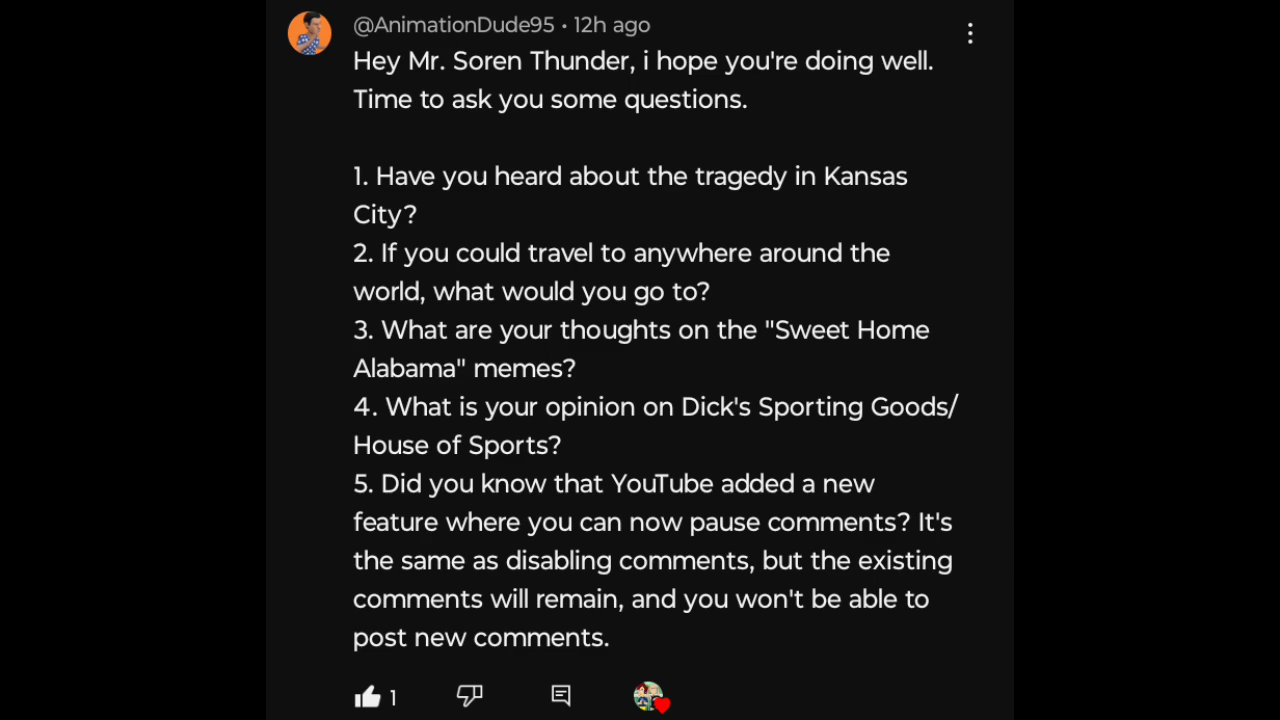 @AnimationDude95 • 12h ago
Hey Mr. Soren Thunder, i hope you're doing well.
Time to ask you some questions.
1. Have you heard about the tragedy in Kansas
City?
2. If you could travel to anywhere around the
world, what would you go to?
3. What are your thoughts on the "Sweet Home
Alabama" memes?
4. What is your opinion on Dick's Sporting Goods/
House of Sports?
5. Did you know that YouTube added a new
feature where you can now pause comments? It's
the same as disabling comments, but the existing
comments will remain, and you won't be able to
post new comments.
1